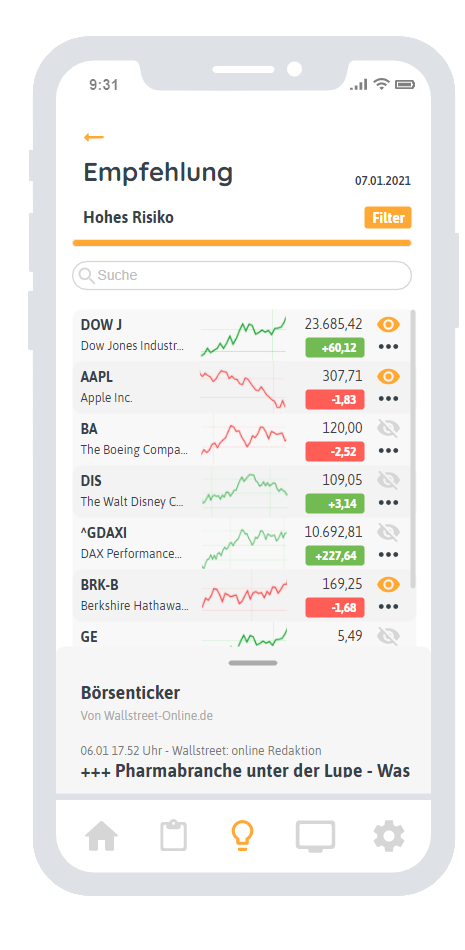 9:31
Empfehlung
07.01.2021
Hohes Risiko
Filter
Suche
DOW J
23.685,42
Dow Jones Industr...
+60,12
AAPL
307,71
Apple Inc.
-1,83
BA
120,00
The Boeing Compa...
-2,52
DIS
109,05
The Walt Disney C...
+3,14
^GDAXI
10.692,81
DAX Performance...
+227,64
BRK-B
169,25
Berkshire Hathawa...
-1,68
GE
5,49
Börsenticker
Von Wallstreet-Online.de
06.01 17.52 Uhr - Wallstreet: online Redaktion
+++ Pharmabranche unter der Lupe - Was